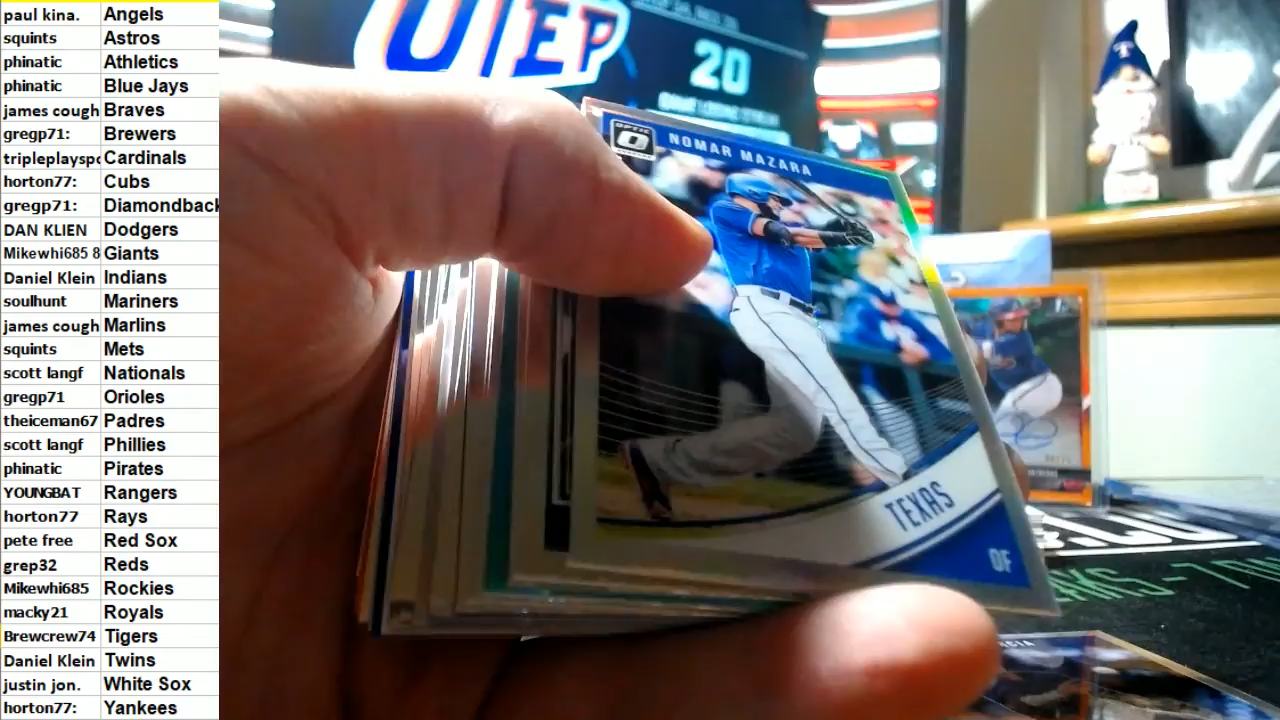 paul kina. Angels
squints Astros
phinatic Athletics
phinatic Blue Jays
james cough Braves
gregp71: Brewers
tripleplayspo Cardinals
horton77: Cubs
gregp71: Diamondback
DAN KLIEN Dodgers
Mikewhi685 8 Giants
Daniel Klein Indians
soulhunt Mariners
james cough Marlins
squints Mets
scott langf Nationals
gregp71 Orioles
theiceman67 Padres
scott langf Phillies
phinatic Pirates
YOUNGBAT Rangers
horton77 Rays
pete free Red Sox
grep32 Reds
Mikewhi685 Rockies
macky21 Royals
Brewcrew74 Tigers
Daniel Klein Twins
justin jon. White Sox
horton77: Yankees
UTEP
20
OPTIC
NOMAR MAZARA
TEXAS
OF